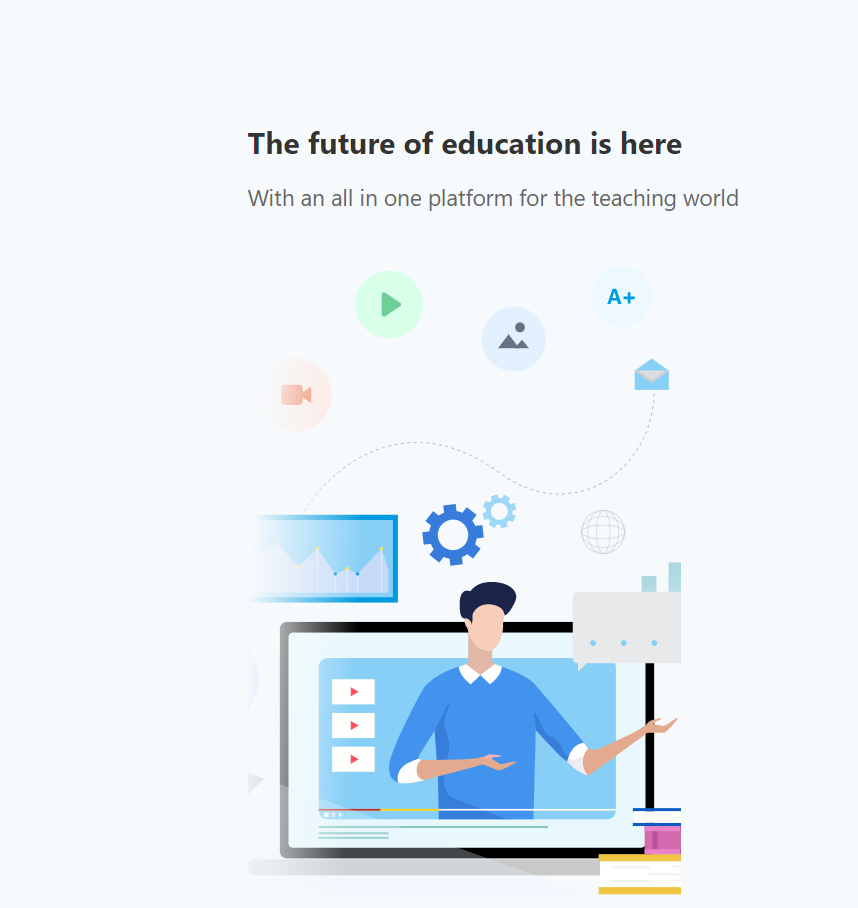 The future of education is here
With an all in one platform for the teaching world
A+